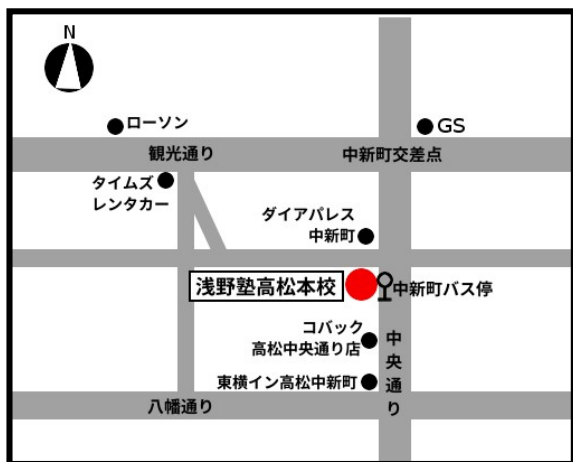 N
ローソン
GS
観光通り
中新町交差点
タイムズ
レンタカー
ダイアパレス
中新町
浅野塾高松本校
中新町バス停
コバック
高松中央通り店
中央通り
東横イン高松中新町
八幡通り